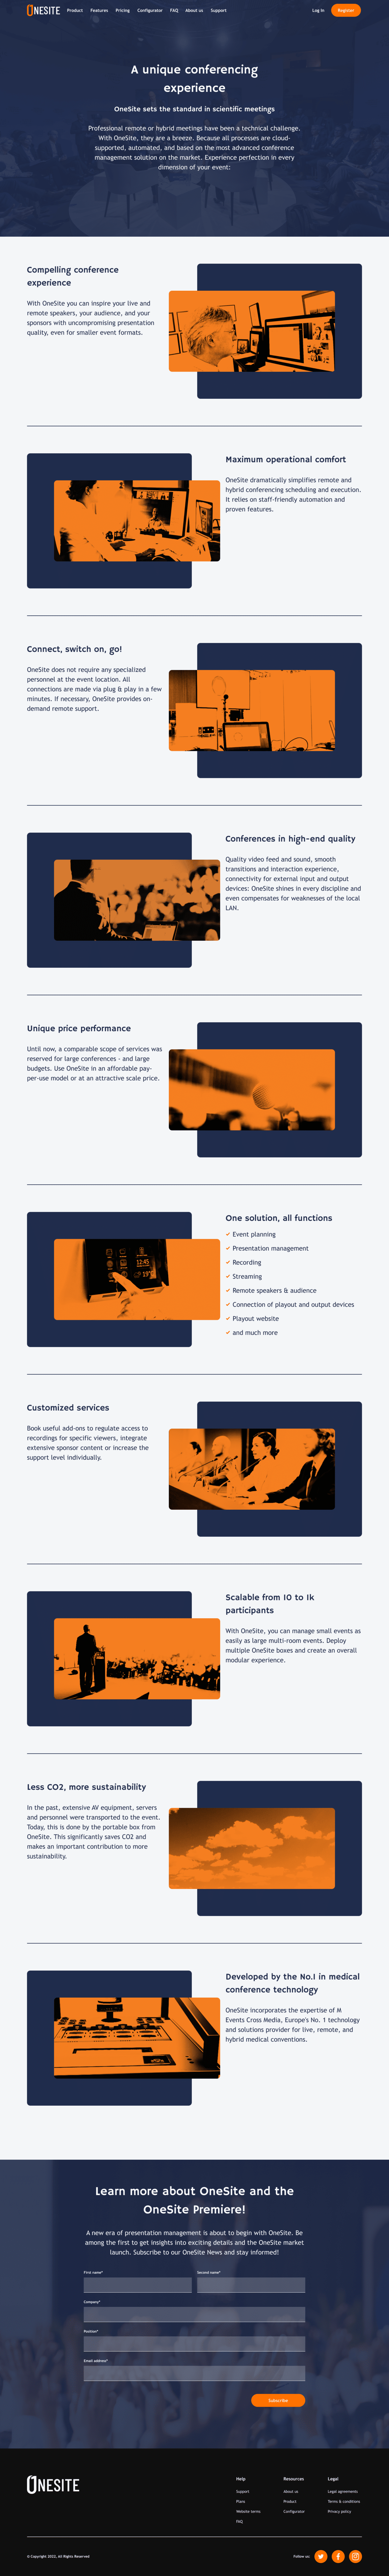 ONESITE Product Features Pricing Configurator FAQ About us Support Log In Register
A unique conferencing
experience
OneSite sets the standard in scientific meetings
Professional remote or hybrid meetings have been a technical challenge.
With OneSite, they are a breeze. Because all processes are cloud-
supported, automated, and based on the most advanced conference
management solution on the market. Experience perfection in every
dimension of your event:
Compelling conference
experience
With OneSite you can inspire your live and
remote speakers, your audience, and your
sponsors with uncompromising presentation
quality, even for smaller event formats.
Maximum operational comfort
OneSite dramatically simplifies remote and
hybrid conferencing scheduling and execution.
It relies on staff-friendly automation and
proven features.
Connect, switch on, go!
OneSite does not require any specialized
personnel at the event location. All
connections are made via plug & play in a few
minutes. If necessary, OneSite provides on-
demand remote support.
Conferences in high-end quality
Quality video feed and sound, smooth
transitions and interaction experience,
connectivity for external input and output
devices: OneSite shines in every discipline and
even compensates for weaknesses of the local
LAN.
Unique price performance
Until now, a comparable scope of services was
reserved for large conferences - and large
budgets. Use OneSite in an affordable pay-
per-use model or at an attractive scale price.
12:45
19°
One solution, all functions
✓ Event planning
✓ Presentation management
✓ Recording
✓ Streaming
✓ Remote speakers & audience
✓ Connection of playout and output devices
✓ Playout website
✓ and much more
Customized services
Book useful add-ons to regulate access to
recordings for specific viewers, integrate
extensive sponsor content or increase the
support level individually.
Scalable from 10 to 1k
participants
With OneSite, you can manage small events as
easily as large multi-room events. Deploy
multiple OneSite boxes and create an overall
modular experience.
Less CO2, more sustainability
In the past, extensive AV equipment, servers
and personnel were transported to the event.
Today, this is done by the portable box from
OneSite. This significantly saves CO2 and
makes an important contribution to more
sustainability.
Developed by the No.1 in medical
conference technology
OneSite incorporates the expertise of M
Events Cross Media, Europe's No. 1 technology
and solutions provider for live, remote, and
hybrid medical conventions.
Learn more about OneSite and the
OneSite Premiere!
A new era of presentation management is about to begin with OneSite. Be
among the first to get insights into exciting details and the OneSite market
launch. Subscribe to our OneSite News and stay informed!
First name* Second name*
Company*
Position*
Email address*
Subscribe
ONESITE
Help
Support
Plans
Website terms
FAQ
Resources
About us
Product
Configurator
Legal
Legal agreements
Terms & conditions
Privacy policy
© Copyright 2022, All Rights Reserved
Follow us: